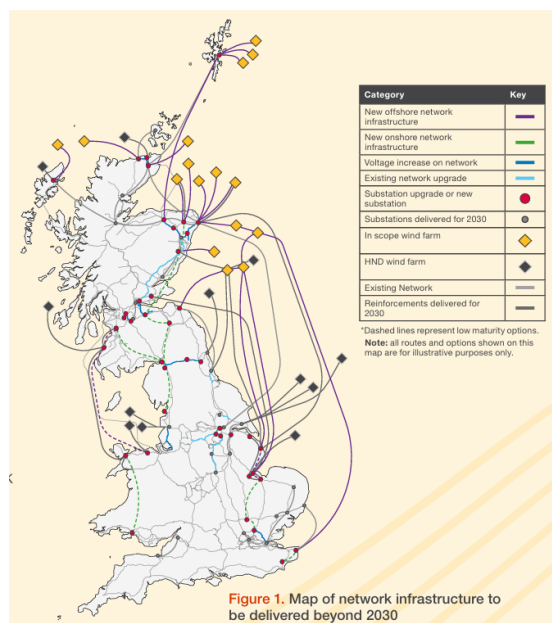 Category Key
New offshore network
infrastructure
New onshore network
infrastructure
Voltage increase on network
Existing network upgrade
Substation upgrade or new
substation
Substations delivered for 2030
In scope wind farm
HND wind farm
Existing Network
Reinforcements delivered for
2030
*Dashed lines represent low maturity options.
Note: all routes and options shown on this
map are for illustrative purposes only.
Figure 1. Map of network infrastructure to
be delivered beyond 2030